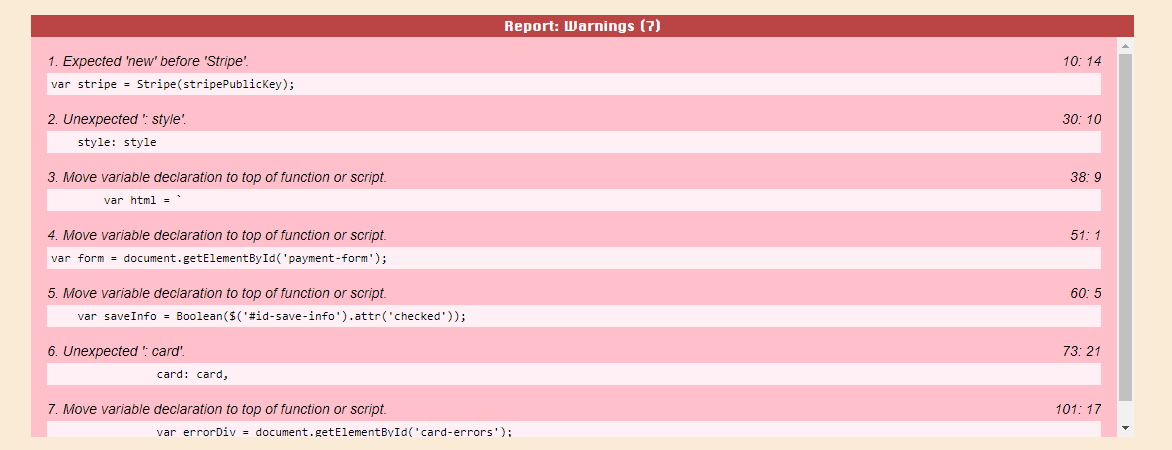 Report: Warnings (7)
1. Expected 'new' before 'Stripe'. 10: 14
var stripe = Stripe(stripePublicKey);
2. Unexpected ': style'. 30: 10
style: style
3. Move variable declaration to top of function or script. 38: 9
var html = `
4. Move variable declaration to top of function or script. 51: 1
var form = document.getElementById('payment-form');
5. Move variable declaration to top of function or script. 60: 5
var saveInfo = Boolean($('#id-save-info').attr('checked'));
6. Unexpected ': card'. 73: 21
card: card,
7. Move variable declaration to top of function or script. 101: 17
var errorDiv = document.getElementById('card-errors');